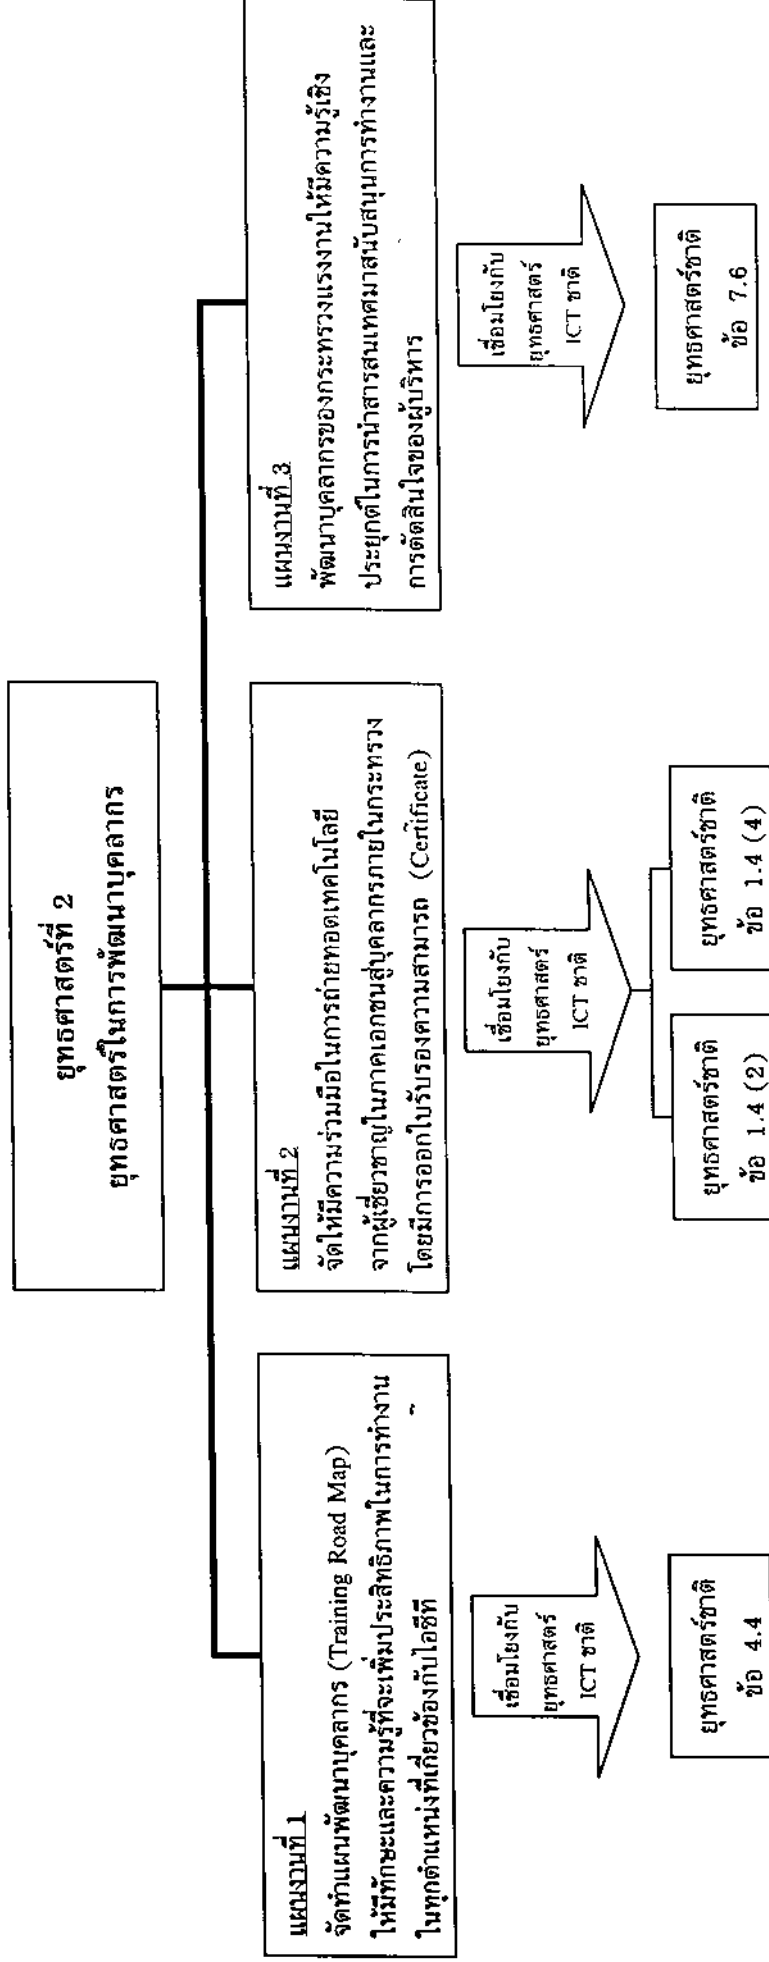 ยุทธศาสตร์ที่ 2
ยุทธศาสตร์ในการพัฒนาบุคลากร
แผนงานที่ 1
จัดทำแผนพัฒนาบุคลากร (Training Road Map)
ให้มีทักษะและความรู้ที่จะเพิ่มประสิทธิภาพในการทำงาน
ในทุกตำแหน่งที่เกี่ยวข้องกับไอซีที
เชื่อมโยงกับ
ยุทธศาสตร์
ICT ชาติ
ยุทธศาสตร์ชาติ
ข้อ 4.4
แผนงานที่ 2
จัดให้มีความร่วมมือในการถ่ายทอดเทคโนโลยี
จากผู้เชี่ยวชาญในภาคเอกชนสู่บุคลากรภายในกระทรวง
โดยมีการออกใบรับรองความสามารถ (Certificate)
เชื่อมโยงกับ
ยุทธศาสตร์
ICT ชาติ
ยุทธศาสตร์ชาติ
ข้อ 1.4 (2)
ยุทธศาสตร์ชาติ
ข้อ 1.4 (4)
แผนงานที่ 3
พัฒนาบุคลากรของกระทรวงแรงงานให้มีความรู้เชิง
ประยุกต์ในการนำสารสนเทศมาสนับสนุนการทำงานและ
การตัดสินใจของผู้บริหาร
เชื่อมโยงกับ
ยุทธศาสตร์
ICT ชาติ
ยุทธศาสตร์ชาติ
ข้อ 7.6